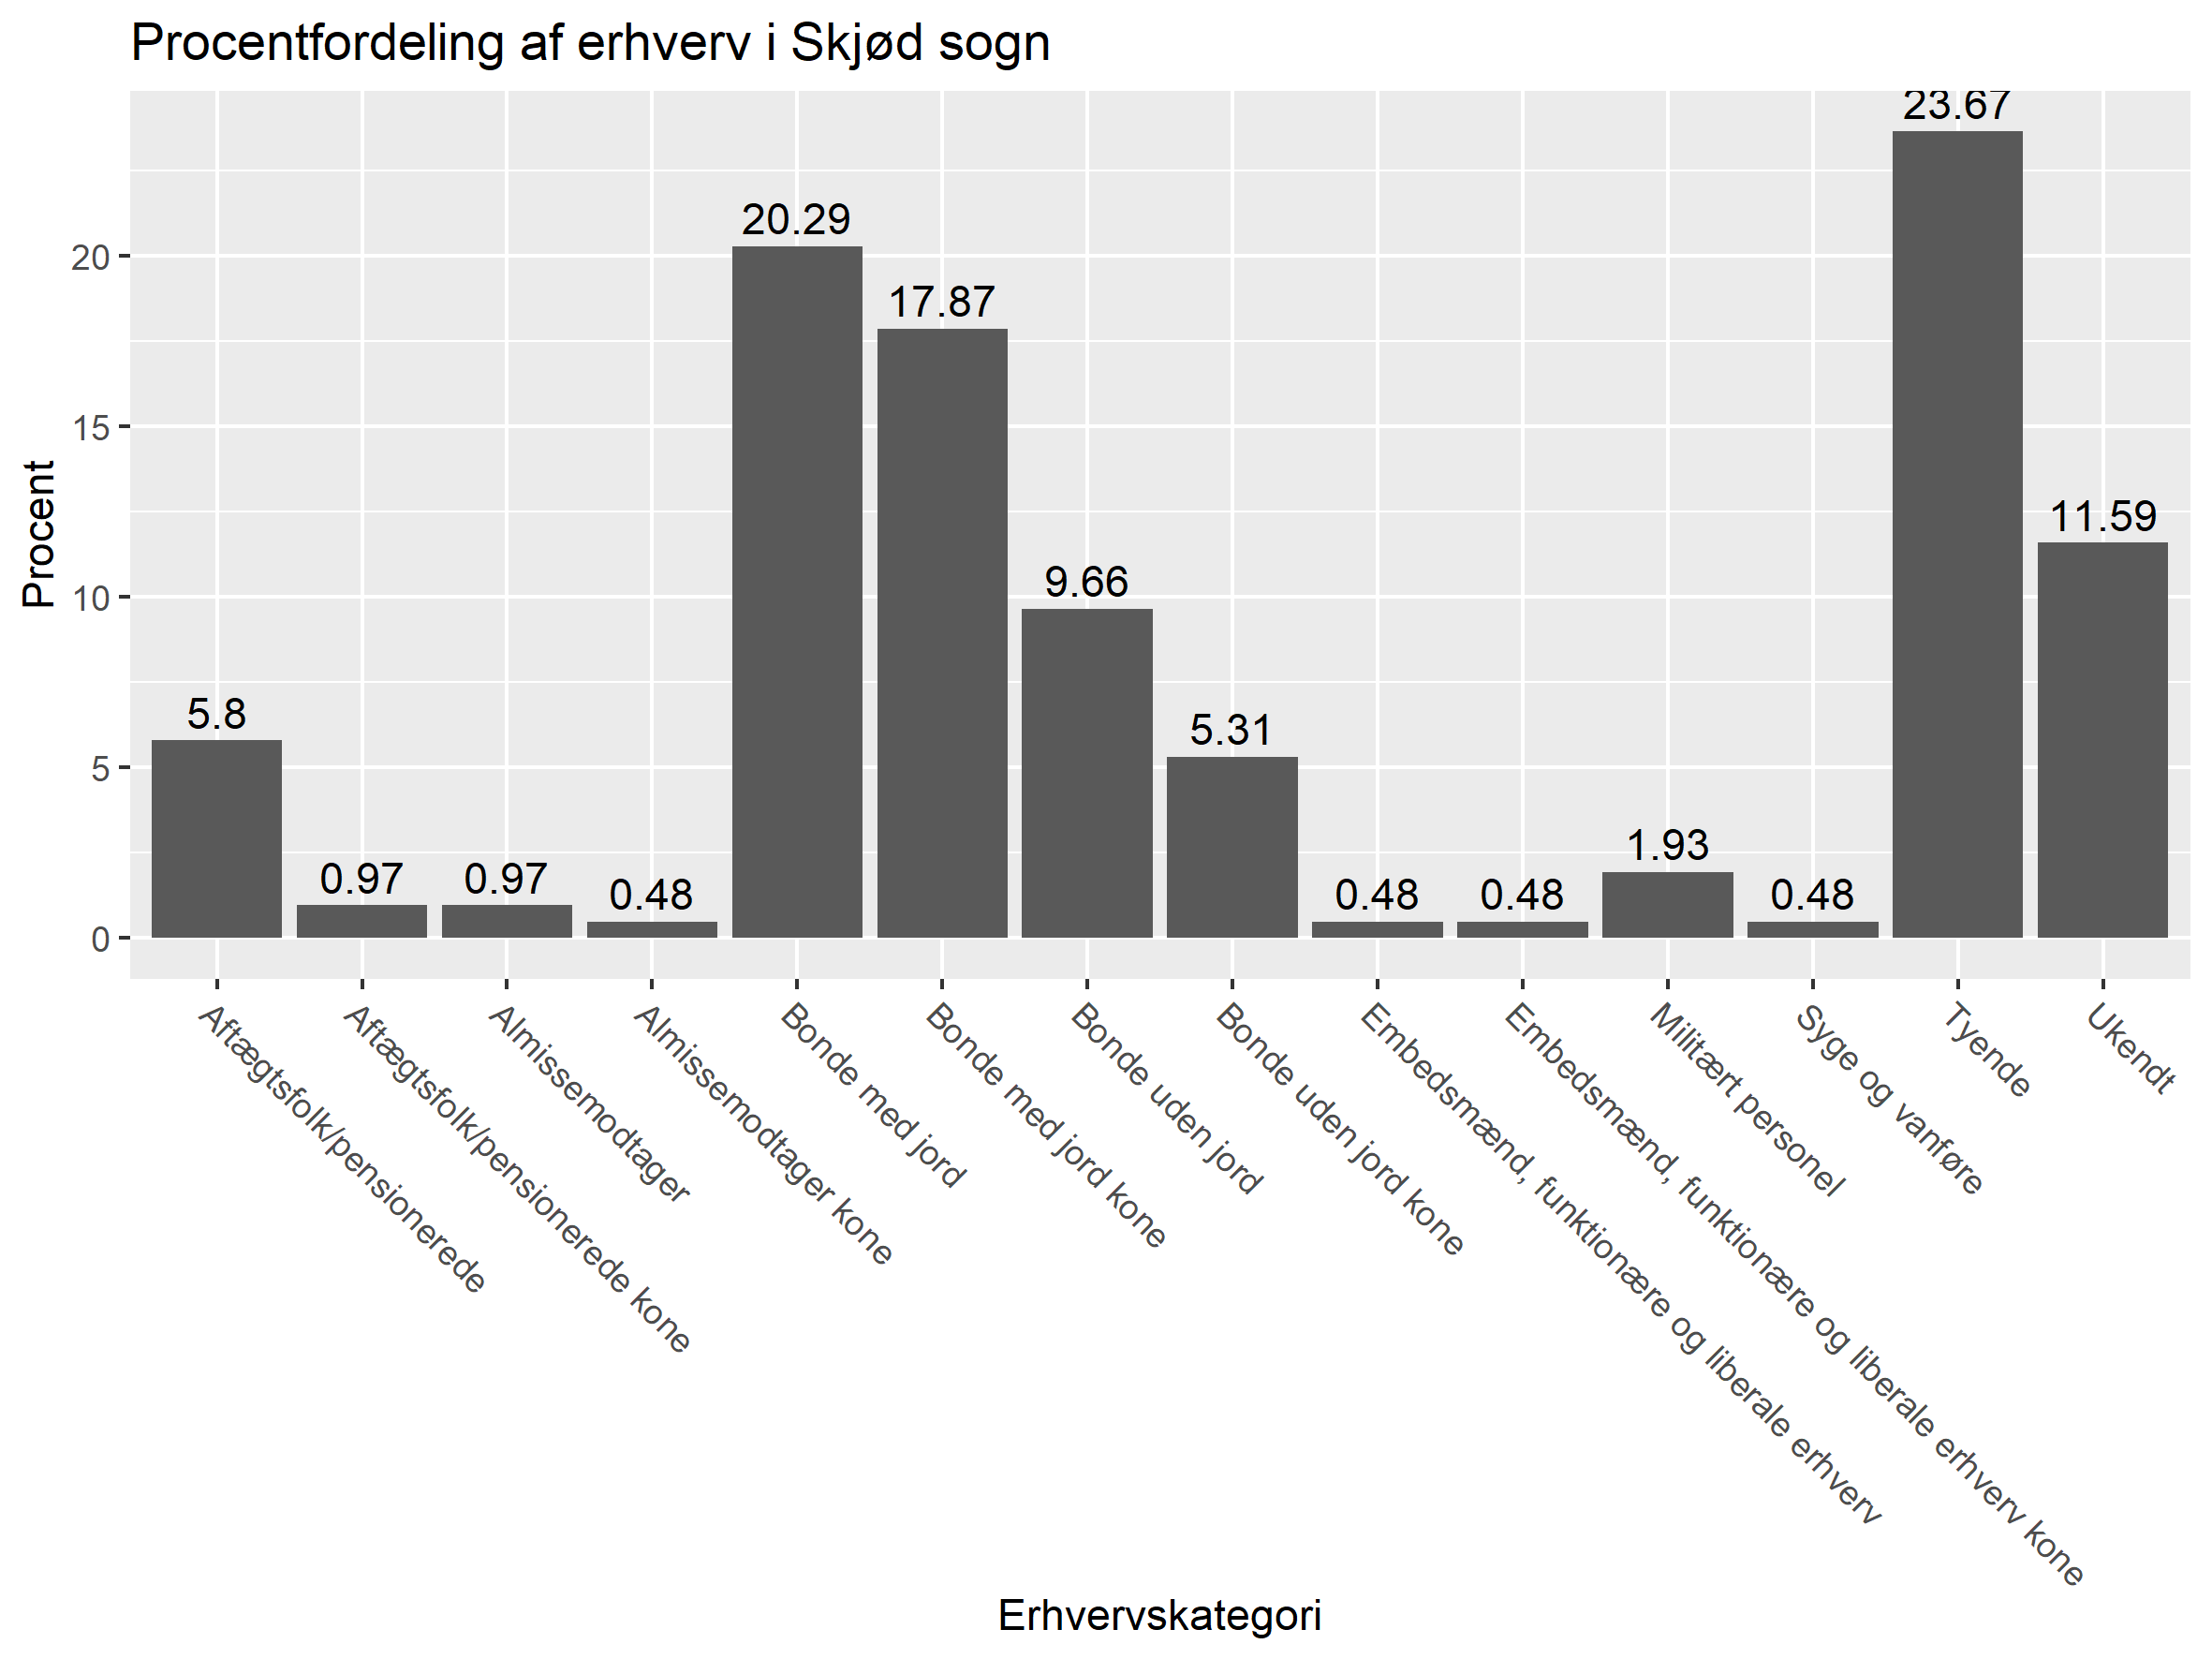 Procentfordeling af erhverv i Skjød sogn
Procent
20
15
10
5
0
5.8
0.97
0.97
0.48
20.29
17.87
9.66
5.31
0.48
0.48
1.93
0.48
23.67
11.59
Aftægtsfolk/pensionerede
Aftægtsfolk/pensionerede kone
Almissemodtager
Almissemodtager kone
Bonde med jord
Bonde med jord kone
Bonde uden jord
Bonde uden jord kone
Embedsmænd, funktionære og liberale erhverv
Embedsmænd, funktionære og liberale erhverv kone
Militært personel
Syge og vanføre
Tyende
Ukendt
Erhvervskategori